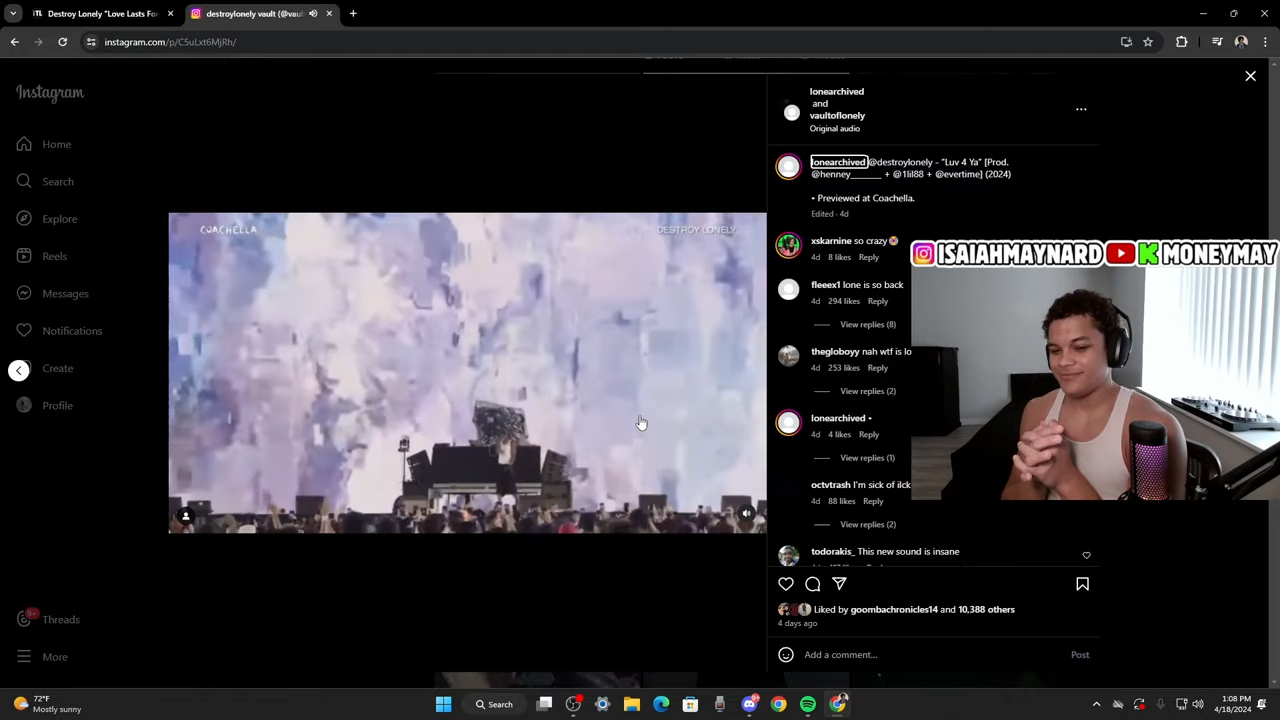 Destroy Lonely "Love Lasts For
destroylonely vault (@vaul
instagram.com/p/C5uLxt6MjRh/
Instagram
Home
Search
Explore
Reels
Messages
Notifications
Create
Profile
9+
Threads
More
COACHELLA
DESTROY LONELY
lonearchived
and
vaultoflonely
Original audio
lonearchived @destroylonely - “Luv 4 Ya” [Prod.
@henney_______ + @1lil88 + @evertime] (2024)
• Previewed at Coachella.
Edited · 4d
xskarnine so crazy
4d 8 likes Reply
fleeex1 lone is so back
4d 294 likes Reply
View replies (8)
thegloboyy nah wtf is lo
4d 253 likes Reply
View replies (2)
lonearchived •
4d 4 likes Reply
View replies (1)
octvtrash I'm sick of ilck
4d 88 likes Reply
View replies (2)
todorakis_ This new sound is insane
ISAIAHMAYNARD K MONEYMAY
Liked by goombachronicles14 and 10,388 others
4 days ago
Add a comment...
Post
72°F
Mostly sunny
Search
1:08 PM
4/18/2024